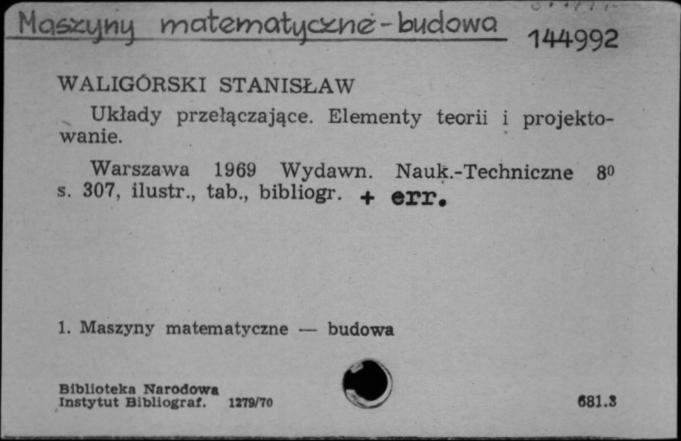 Maszyny matematyczne - budowa
144992
WALIGÓRSKI STANISŁAW
Układy przełączające. Elementy teorii i projekto-
wanie.
Warszawa 1969 Wydawn. Nauk.-Techniczne 8⁰
s. 307, ilustr., tab., bibliogr. + err.
1. Maszyny matematyczne — budowa
Biblioteka Narodowa
Instytut Bibliograf. 1279/70
681.3